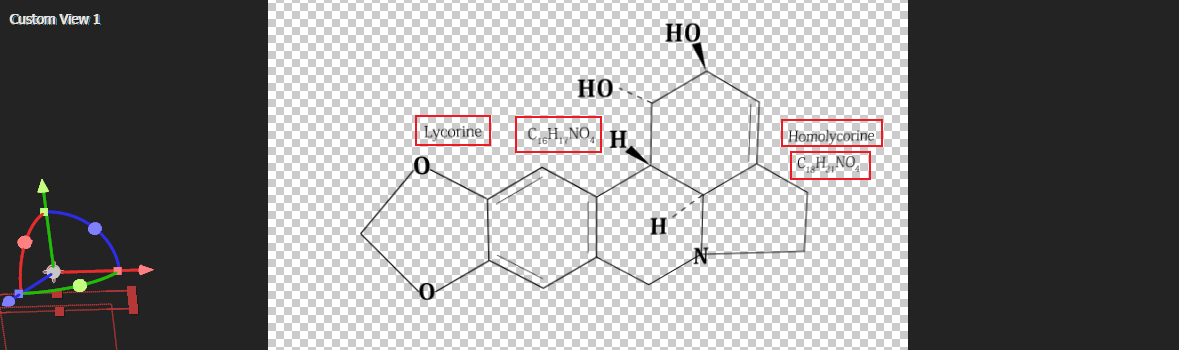 Custom View 1
HO
HO
Lycorine
C₁₆H₁₇NO₄
H
Homolycorine
C₁₈H₂₁NO₄
O
H
N
O